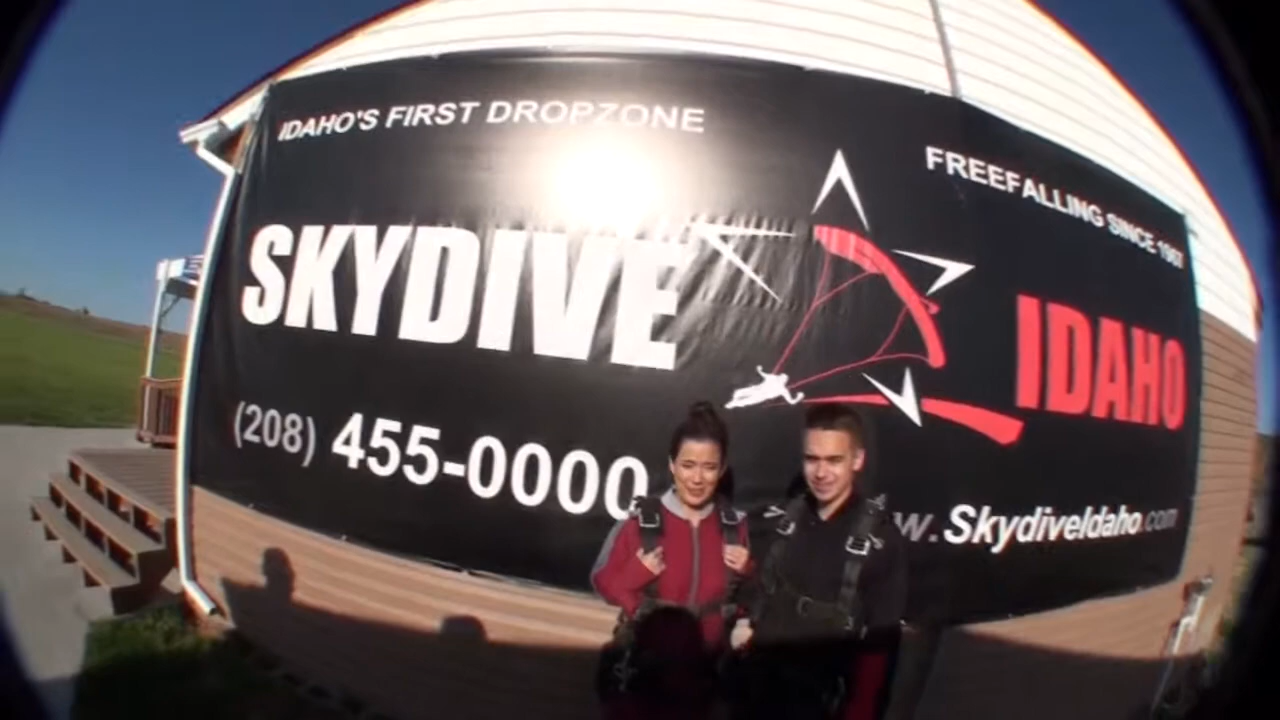 IDAHO'S FIRST DROPZONE
FREEFALLING SINCE
SKYDIVE IDAHO
(208) 455-0000
w.SkydiveIdaho.com